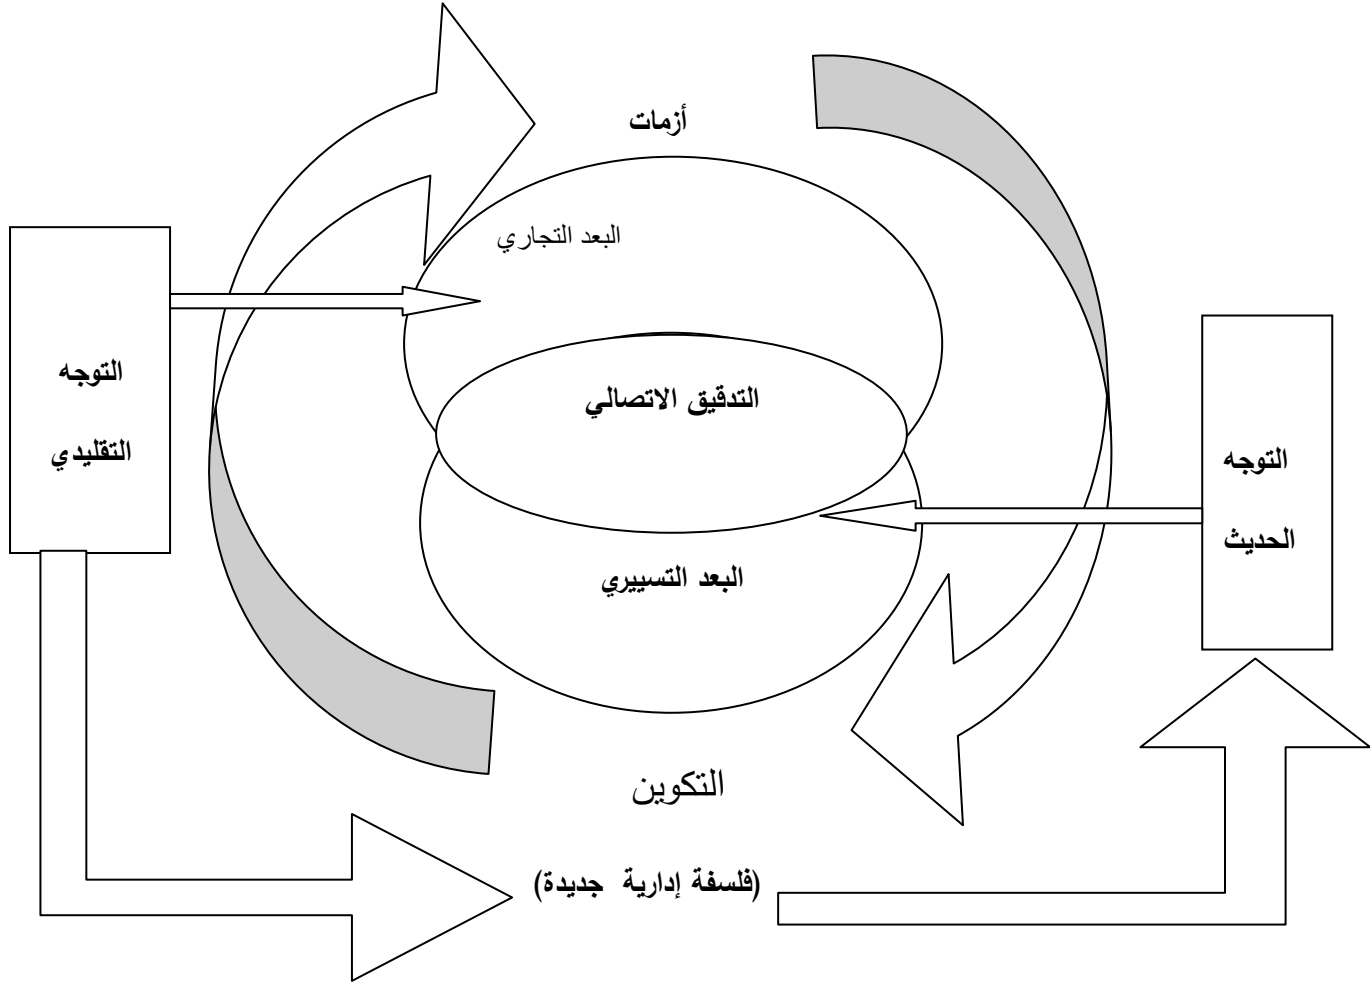 أزمات
البعد التجاري
التوجه
التقليدي
التدقيق الاتصالي
التوجه
الحديث
البعد التسييري
التكوين
(فلسفة إدارية جديدة)